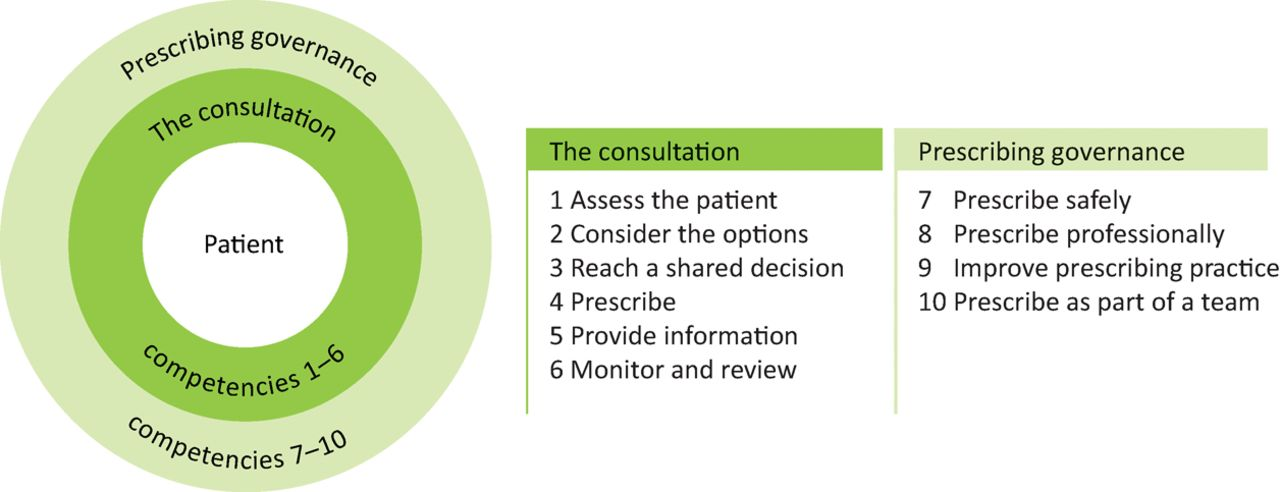 Prescribing governance
The consultation
Patient
competencies 1–6
competencies 7–10
The consultation
1 Assess the patient
2 Consider the options
3 Reach a shared decision
4 Prescribe
5 Provide information
6 Monitor and review
Prescribing governance
7 Prescribe safely
8 Prescribe professionally
9 Improve prescribing practice
10 Prescribe as part of a team